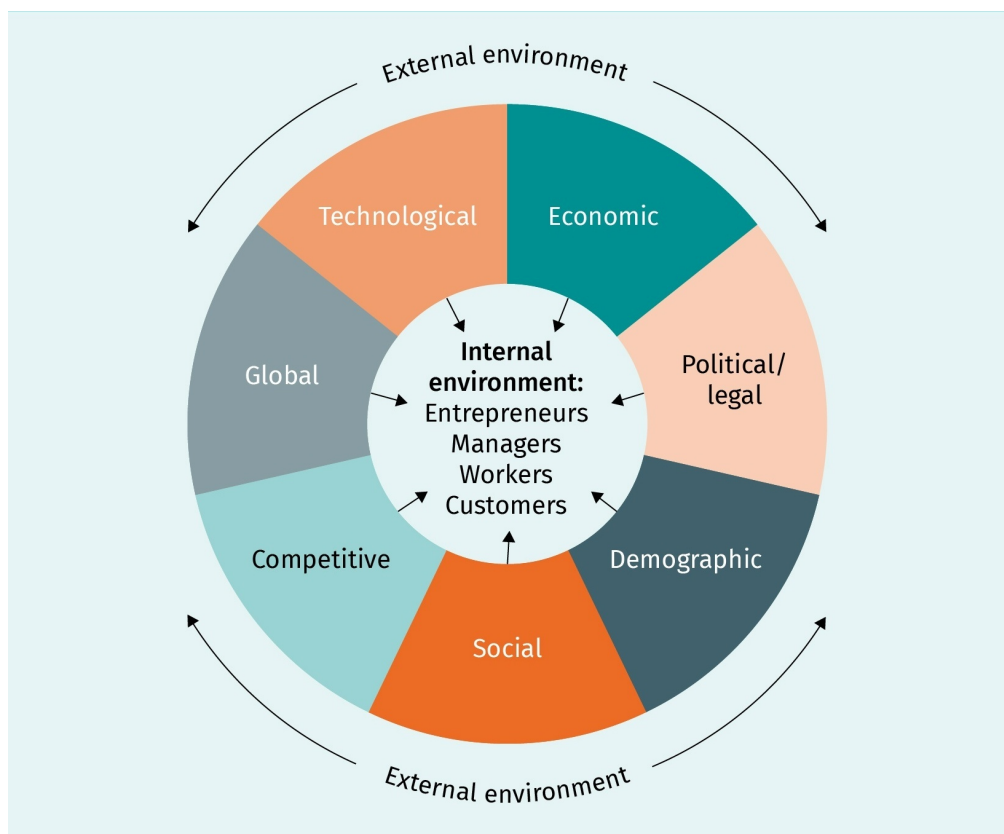 External environment
Technological
Economic
Global
Political/
legal
Internal
environment:
Entrepreneurs
Managers
Workers
Customers
Competitive
Demographic
Social
External environment